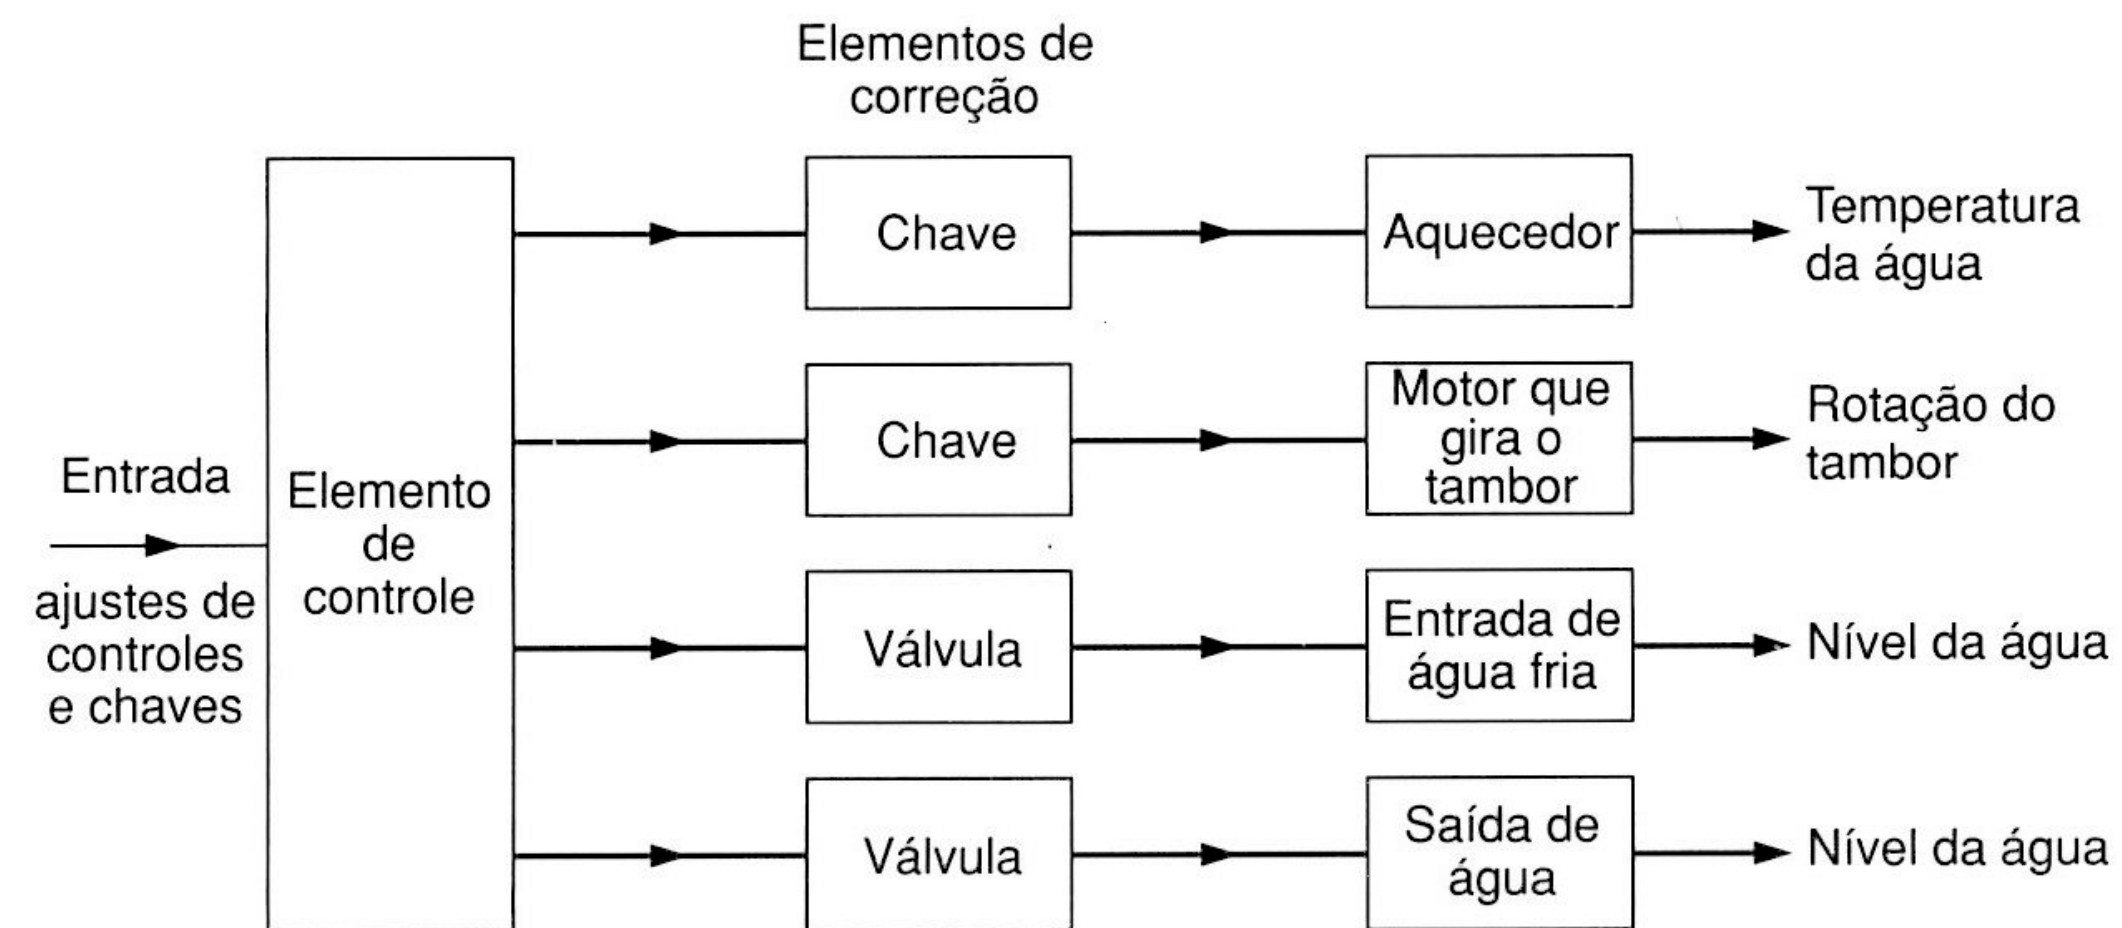 Elementos de
correção
Chave
Aquecedor
Temperatura
da água
Chave
Motor que
gira o
tambor
Rotação do
tambor
Entrada
ajustes de
controles
e chaves
Elemento
de
controle
Válvula
Entrada de
água fria
Nível da água
Válvula
Saída de
água
Nível da água